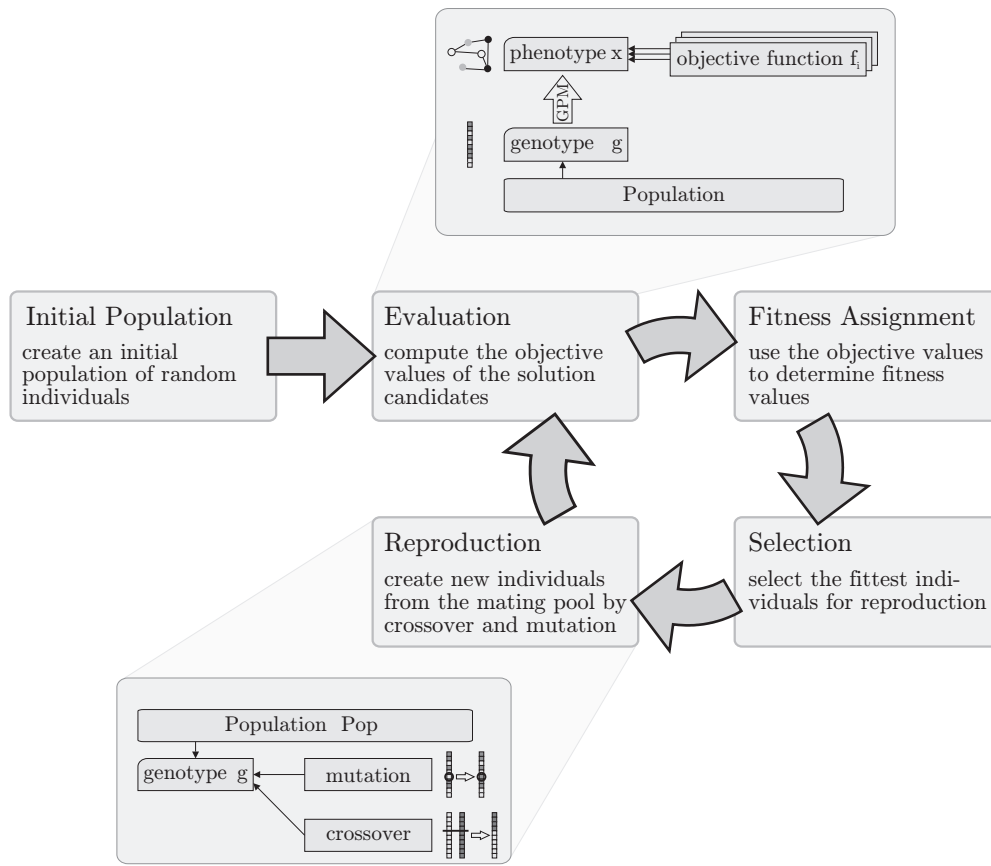 phenotype x
objective function fi
GPM
genotype g
Population
Initial Population
create an initial
population of random
individuals
Evaluation
compute the objective
values of the solution
candidates
Fitness Assignment
use the objective values
to determine fitness
values
Reproduction
create new individuals
from the mating pool by
crossover and mutation
Selection
select the fittest indi-
viduals for reproduction
Population Pop
genotype g
mutation
crossover